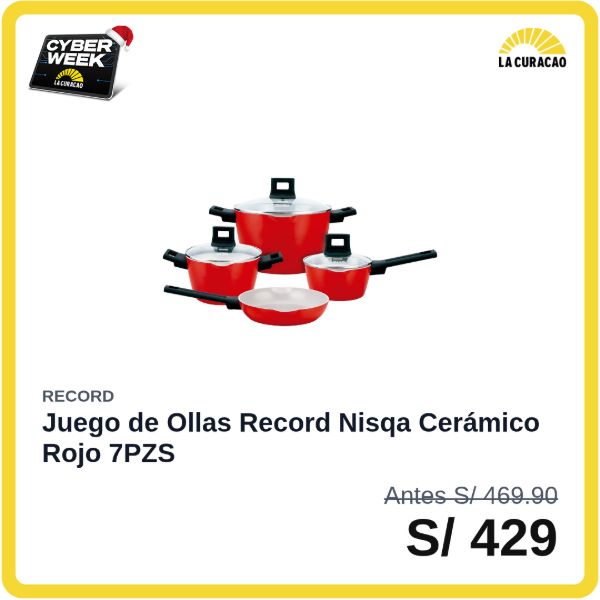 CYBER
WEEK
LA CURACAO
LA CURACAO
RECORD
Juego de Ollas Record Nisqa Cerámico
Rojo 7PZS
Antes S/ 469.90
S/ 429